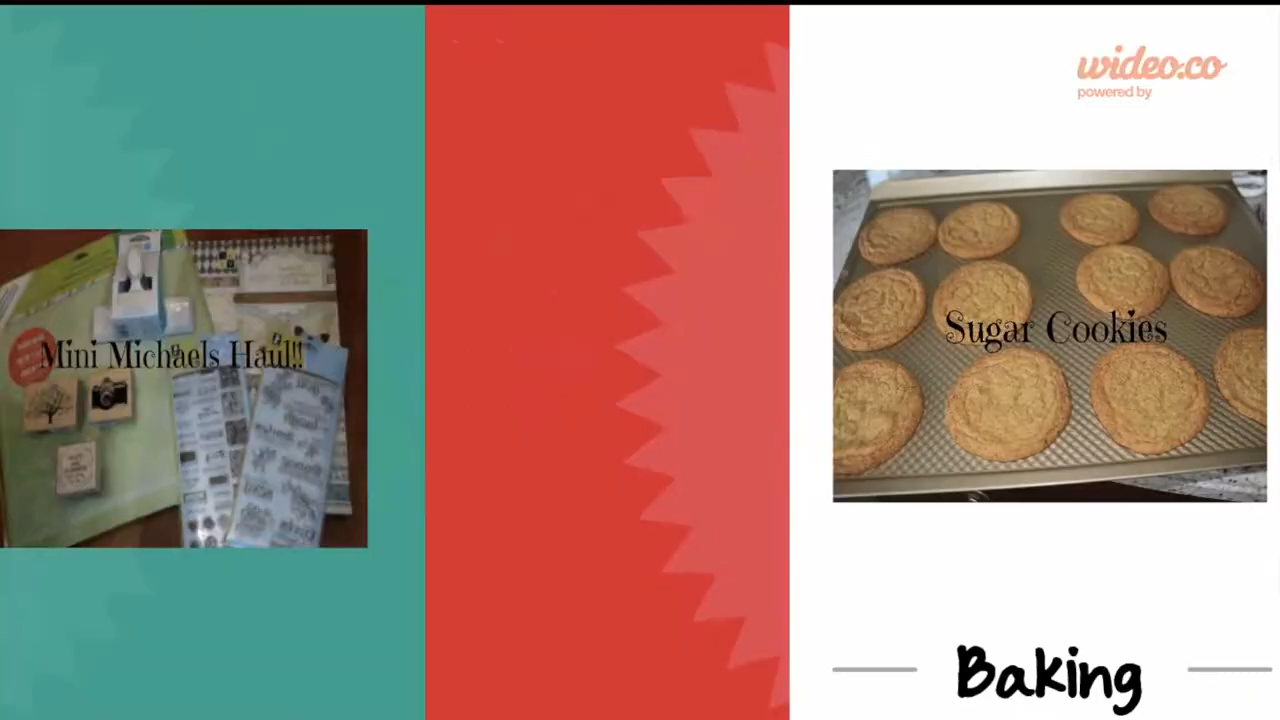 wideo.co
powered by
Mini Michaels Haul!!
Sugar Cookies
Baking